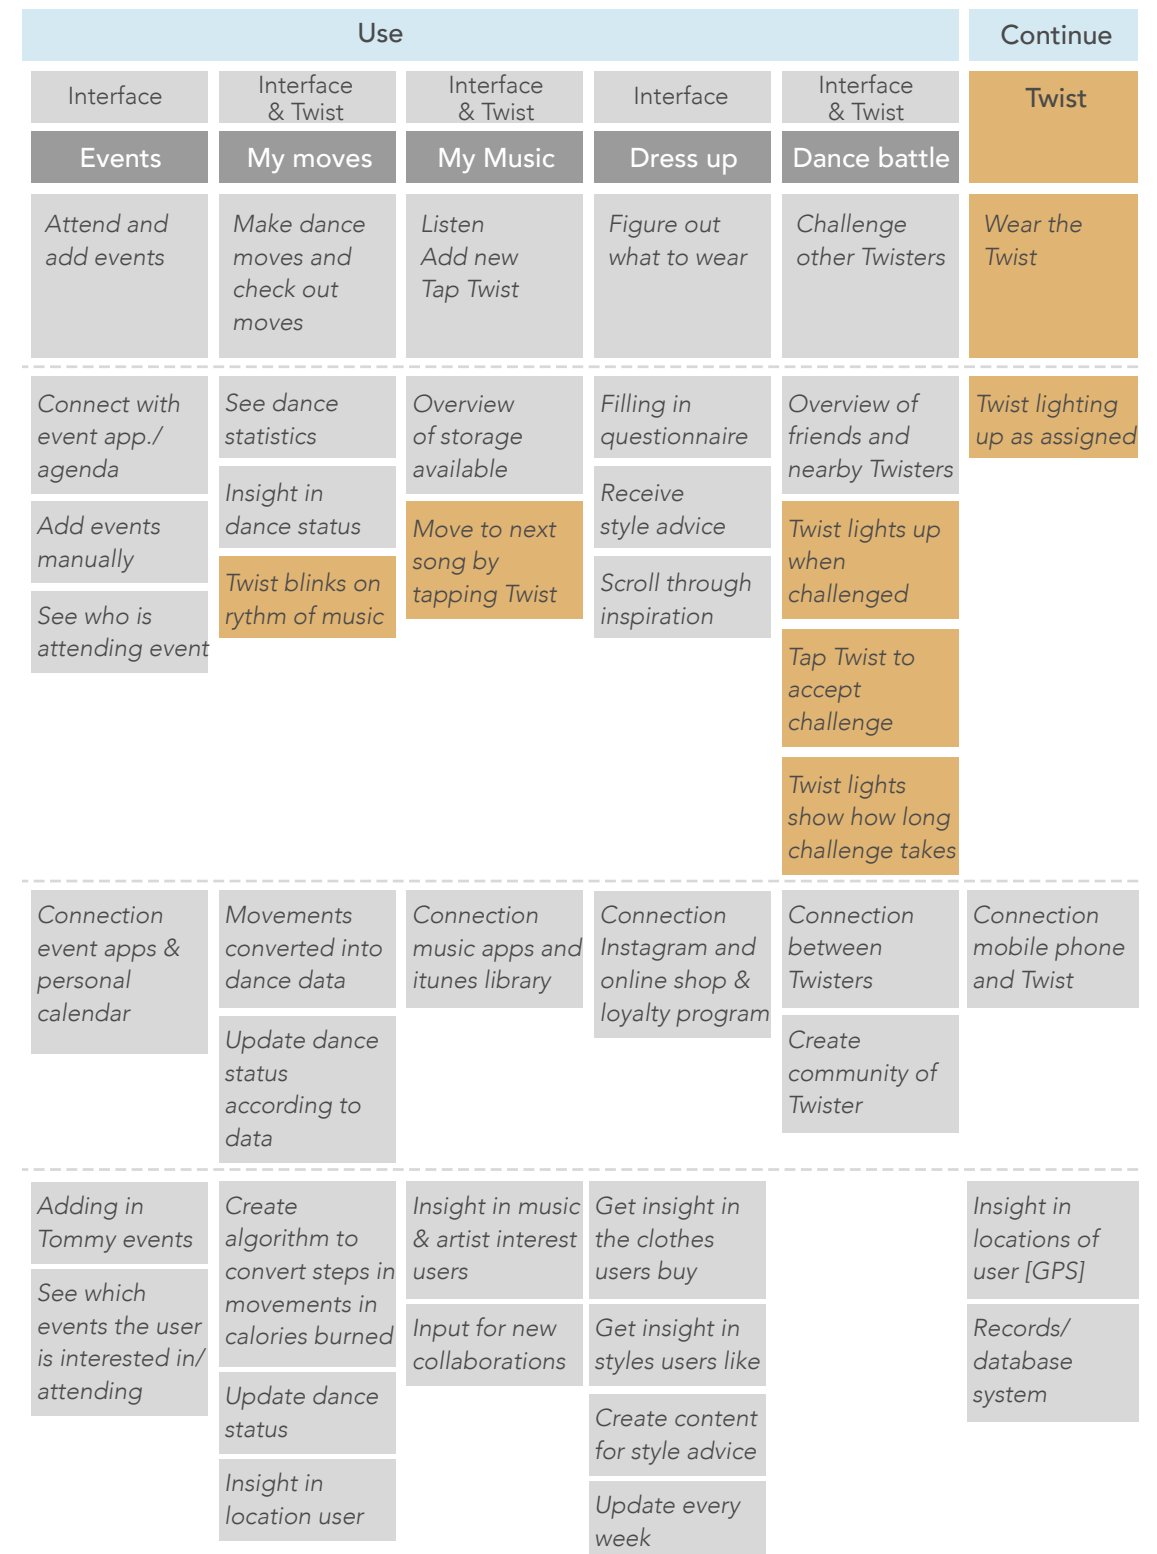 Use
Continue
Interface
Interface
& Twist
Interface
& Twist
Interface
Interface
& Twist
Twist
Events
My moves
My Music
Dress up
Dance battle
Attend and
add events
Make dance
moves and
check out
moves
Listen
Add new
Tap Twist
Figure out
what to wear
Challenge
other Twisters
Wear the
Twist
Connect with
event app./
agenda
Add events
manually
See who is
attending event
See dance
statistics
Insight in
dance status
Twist blinks on
rythm of music
Overview
of storage
available
Move to next
song by
tapping Twist
Filling in
questionnaire
Receive
style advice
Scroll through
inspiration
Overview of
friends and
nearby Twisters
Twist lights up
when
challenged
Tap Twist to
accept
challenge
Twist lights
show how long
challenge takes
Twist lighting
up as assigned
Connection
event apps &
personal
calendar
Movements
converted into
dance data
Update dance
status
according to
data
Connection
music apps and
itunes library
Connection
Instagram and
online shop &
loyalty program
Connection
between
Twisters
Create
community of
Twister
Connection
mobile phone
and Twist
Adding in
Tommy events
See which
events the user
is interested in/
attending
Create
algorithm to
convert steps in
movements in
calories burned
Update dance
status
Insight in
location user
Insight in music
& artist interest
users
Input for new
collaborations
Get insight in
the clothes
users buy
Get insight in
styles users like
Create content
for style advice
Update every
week
Insight in
locations of
user [GPS]
Records/
database
system